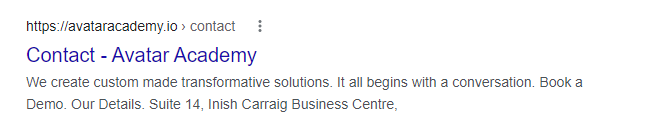 https://avataracademy.io › contact
Contact - Avatar Academy
We create custom made transformative solutions. It all begins with a conversation. Book a
Demo. Our Details. Suite 14, Inish Carraig Business Centre,